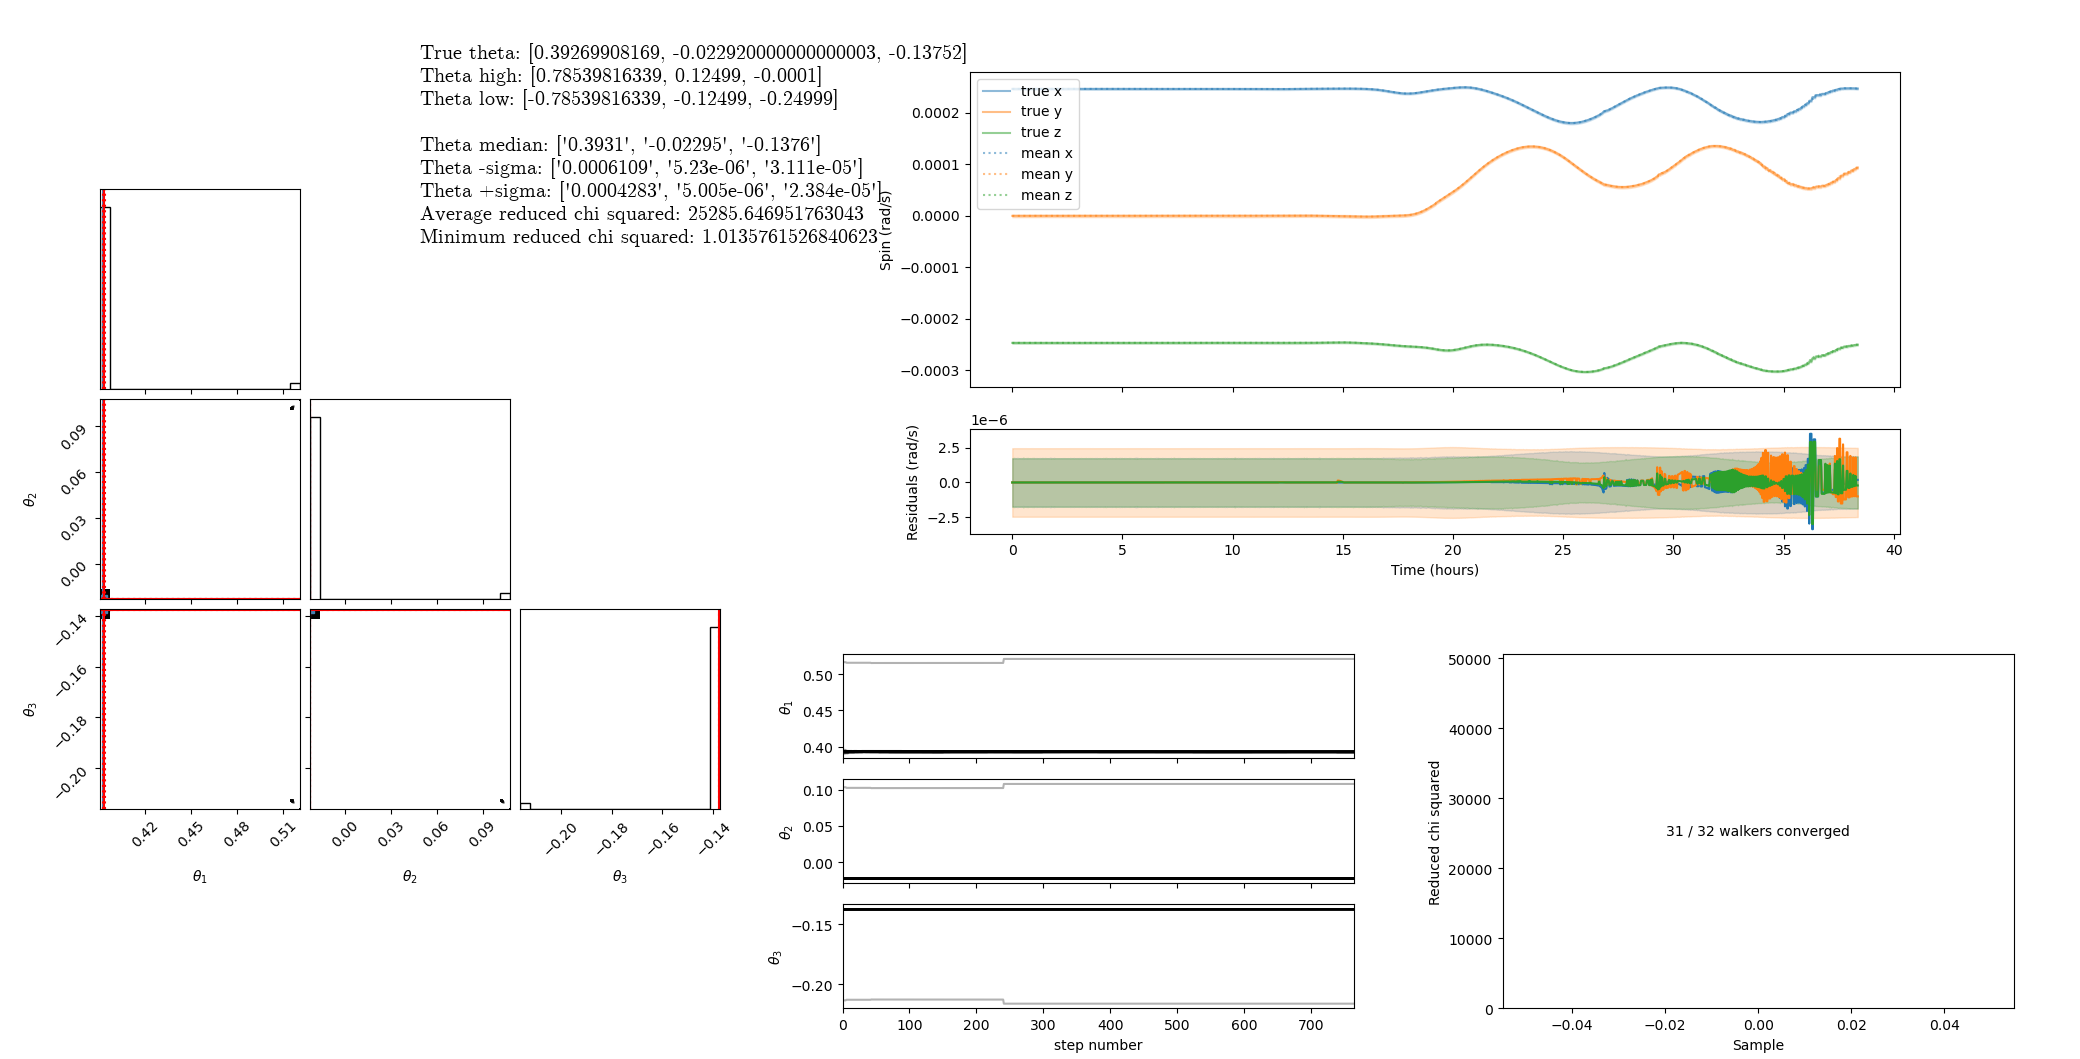 True theta: [0.39269908169, -0.022920000000000003, -0.13752]
Theta high: [0.78539816339, 0.12499, -0.0001]
Theta low: [-0.78539816339, -0.12499, -0.24999]
Theta median: ['0.3931', '-0.02295', '-0.1376']
Theta -sigma: ['0.0006109', '5.23e-06', '3.111e-05']
Theta +sigma: ['0.0004283', '5.005e-06', '2.384e-05']
Average reduced chi squared: 25285.646951763043
Minimum reduced chi squared: 1.0135761526840623
true x
true y
true z
mean x
mean y
mean z
Spin (rad/s)
0.0002
0.0001
0.0000
−0.0001
−0.0002
−0.0003
1e−6
Residuals (rad/s)
2.5
0.0
−2.5
0 5 10 15 20 25 30 35 40
Time (hours)
θ2
0.09
0.06
0.03
0.00
θ3
−0.14
−0.16
−0.18
−0.20
0.42 0.45 0.48 0.51
θ1
0.00 0.03 0.06 0.09
θ2
−0.20 −0.18 −0.16 −0.14
θ3
θ1
0.50
0.45
0.40
θ2
0.10
0.05
0.00
θ3
−0.15
−0.20
0 100 200 300 400 500 600 700
step number
Reduced chi squared
50000
40000
30000
20000
10000
0
31 / 32 walkers converged
−0.04 −0.02 0.00 0.02 0.04
Sample